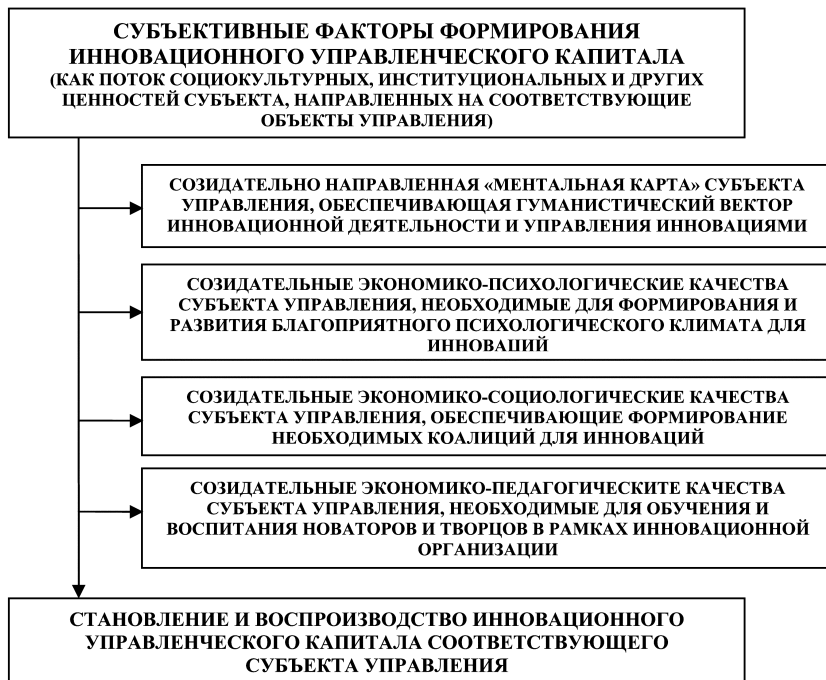 СУБЪЕКТИВНЫЕ ФАКТОРЫ ФОРМИРОВАНИЯ
ИННОВАЦИОННОГО УПРАВЛЕНЧЕСКОГО КАПИТАЛА
(КАК ПОТОК СОЦИОКУЛЬТУРНЫХ, ИНСТИТУЦИОНАЛЬНЫХ И ДРУГИХ
ЦЕННОСТЕЙ СУБЪЕКТА, НАПРАВЛЕННЫХ НА СООТВЕТСТВУЮЩИЕ
ОБЪЕКТЫ УПРАВЛЕНИЯ)
СОЗИДАТЕЛЬНО НАПРАВЛЕННАЯ «МЕНТАЛЬНАЯ КАРТА» СУБЪЕКТА
УПРАВЛЕНИЯ, ОБЕСПЕЧИВАЮЩАЯ ГУМАНИСТИЧЕСКИЙ ВЕКТОР
ИННОВАЦИОННОЙ ДЕЯТЕЛЬНОСТИ И УПРАВЛЕНИЯ ИННОВАЦИЯМИ
СОЗИДАТЕЛЬНЫЕ ЭКОНОМИКО-ПСИХОЛОГИЧЕСКИЕ КАЧЕСТВА
СУБЪЕКТА УПРАВЛЕНИЯ, НЕОБХОДИМЫЕ ДЛЯ ФОРМИРОВАНИЯ И
РАЗВИТИЯ БЛАГОПРИЯТНОГО ПСИХОЛОГИЧЕСКОГО КЛИМАТА ДЛЯ
ИННОВАЦИЙ
СОЗИДАТЕЛЬНЫЕ ЭКОНОМИКО-СОЦИОЛОГИЧЕСКИЕ КАЧЕСТВА
СУБЪЕКТА УПРАВЛЕНИЯ, ОБЕСПЕЧИВАЮЩИЕ ФОРМИРОВАНИЕ
НЕОБХОДИМЫХ КОАЛИЦИЙ ДЛЯ ИННОВАЦИЙ
СОЗИДАТЕЛЬНЫЕ ЭКОНОМИКО-ПЕДАГОГИЧЕСКИТЕ КАЧЕСТВА
СУБЪЕКТА УПРАВЛЕНИЯ, НЕОБХОДИМЫЕ ДЛЯ ОБУЧЕНИЯ И
ВОСПИТАНИЯ НОВАТОРОВ И ТВОРЦОВ В РАМКАХ ИННОВАЦИОННОЙ
ОРГАНИЗАЦИИ
СТАНОВЛЕНИЕ И ВОСПРОИЗВОДСТВО ИННОВАЦИОННОГО
УПРАВЛЕНЧЕСКОГО КАПИТАЛА СООТВЕТСТВУЮЩЕГО
СУБЪЕКТА УПРАВЛЕНИЯ